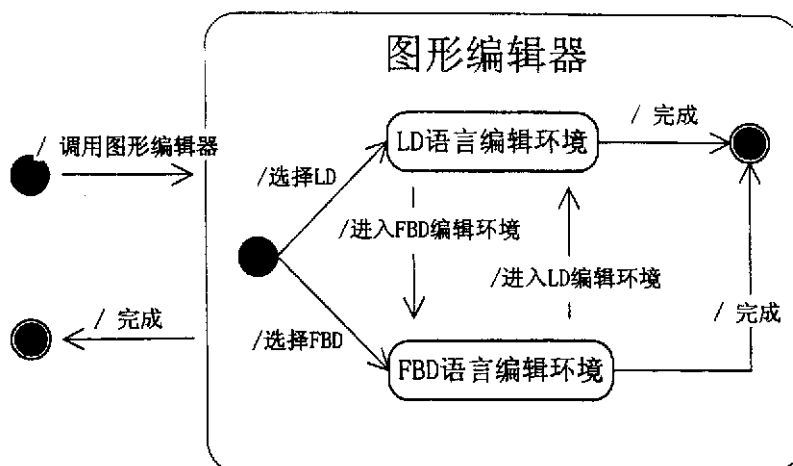 图形编辑器
/ 调用图形编辑器
LD语言编辑环境
/ 完成
/选择LD
/进入FBD编辑环境
/进入LD编辑环境
/ 完成
/选择FBD
/ 完成
FBD语言编辑环境